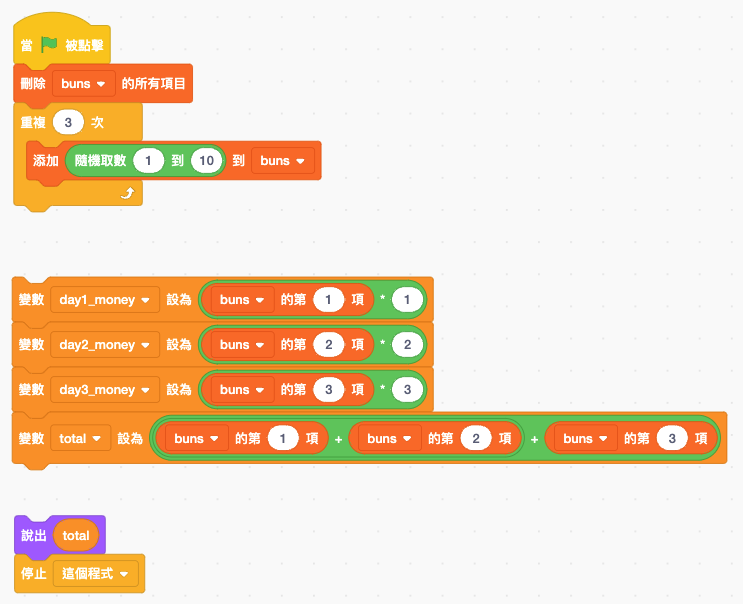 當 被點擊
刪除 buns 的所有項目
重複 3 次
添加 隨機取數 1 到 10 到 buns
變數 day1_money 設為 buns 的第 1 項 * 1
變數 day2_money 設為 buns 的第 2 項 * 2
變數 day3_money 設為 buns 的第 3 項 * 3
變數 total 設為 buns 的第 1 項 + buns 的第 2 項 + buns 的第 3 項
說出 total
停止 這個程式